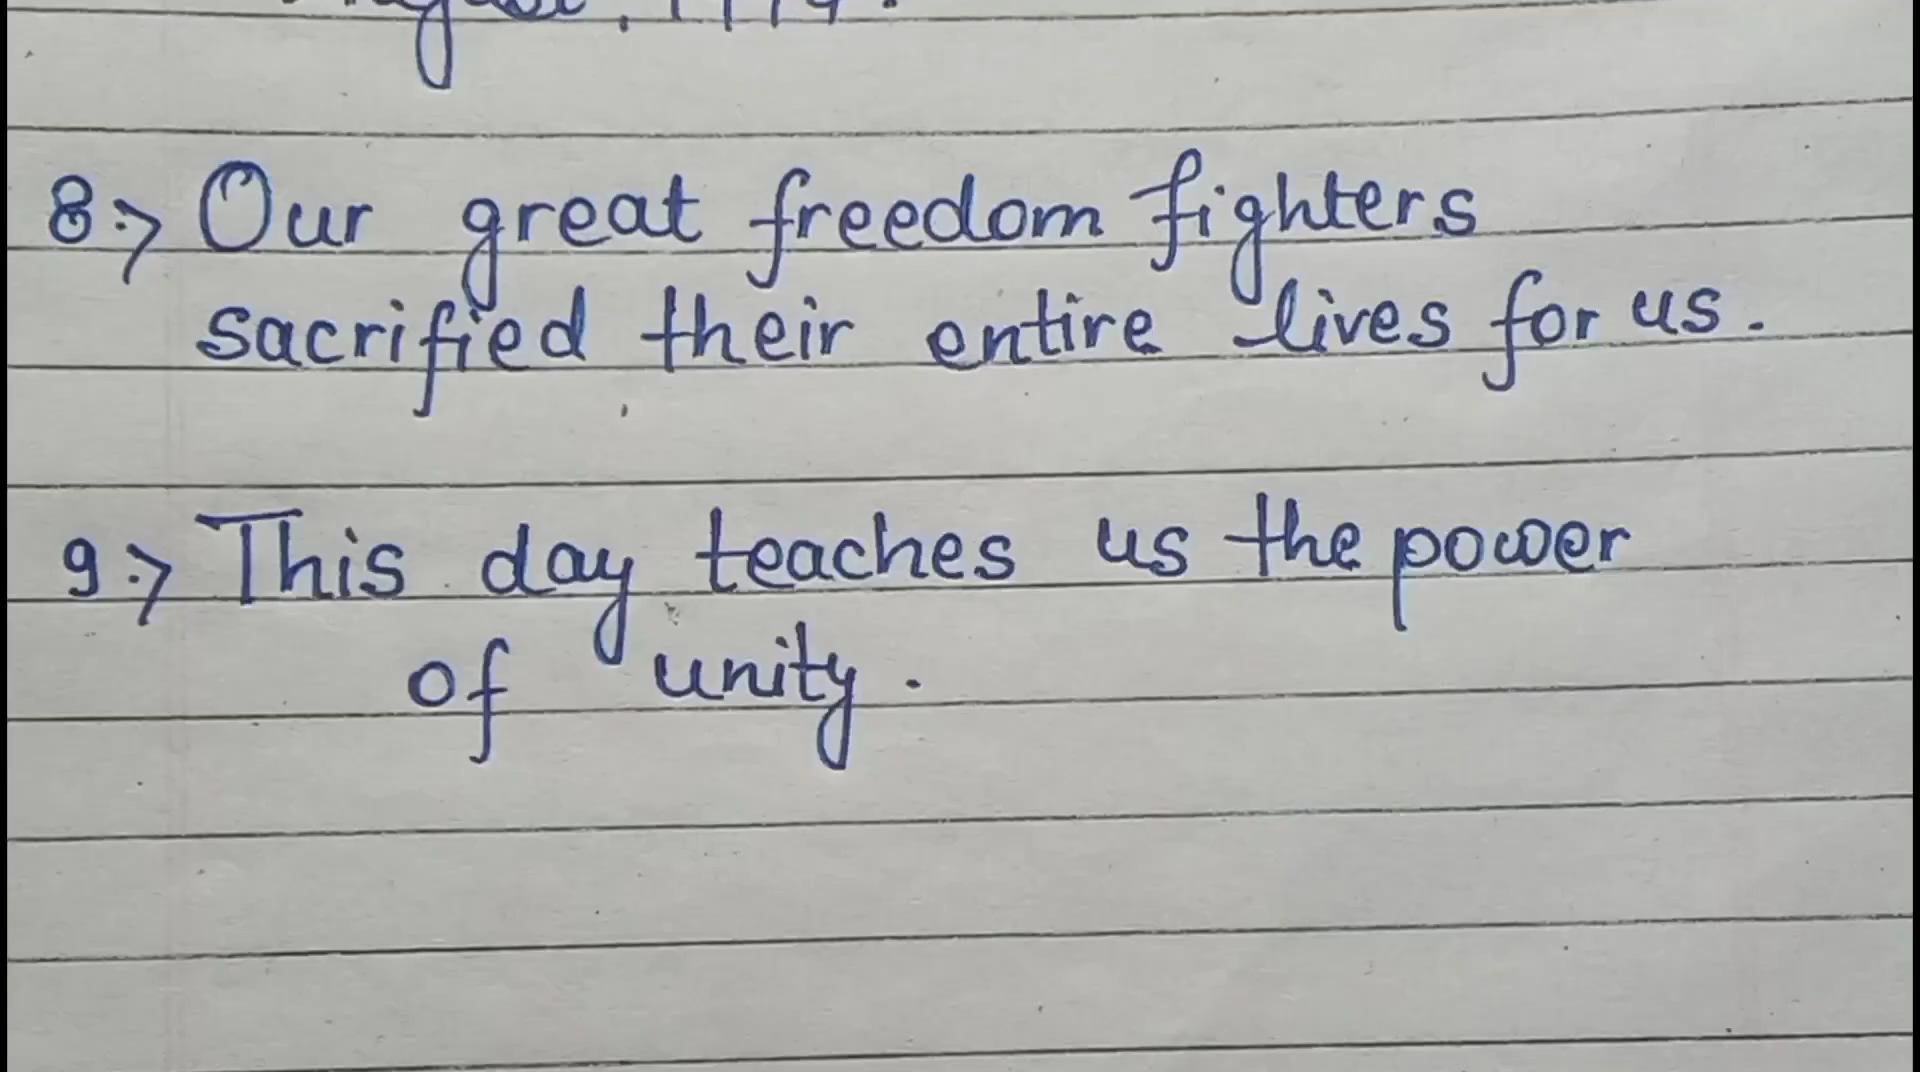 8:> Our great freedom fighters
sacrified their entire lives for us.
9:> This day teaches us the power
of unity.